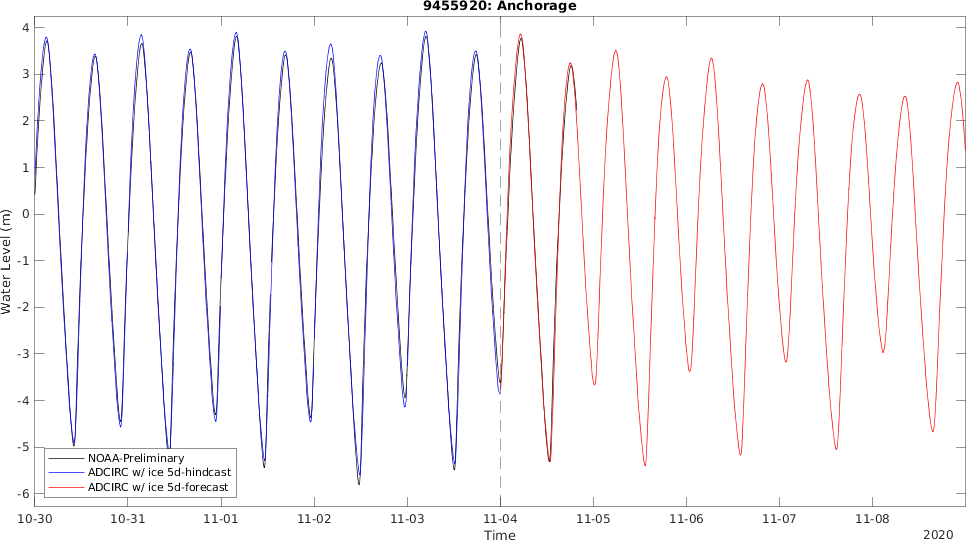 9455920: Anchorage
4
3
2
1
0
-1
-2
-3
-4
-5
-6
Water Level (m)
NOAA-Preliminary
ADCIRC w/ ice 5d-hindcast
ADCIRC w/ ice 5d-forecast
10-30 10-31 11-01 11-02 11-03 11-04 11-05 11-06 11-07 11-08
Time
2020